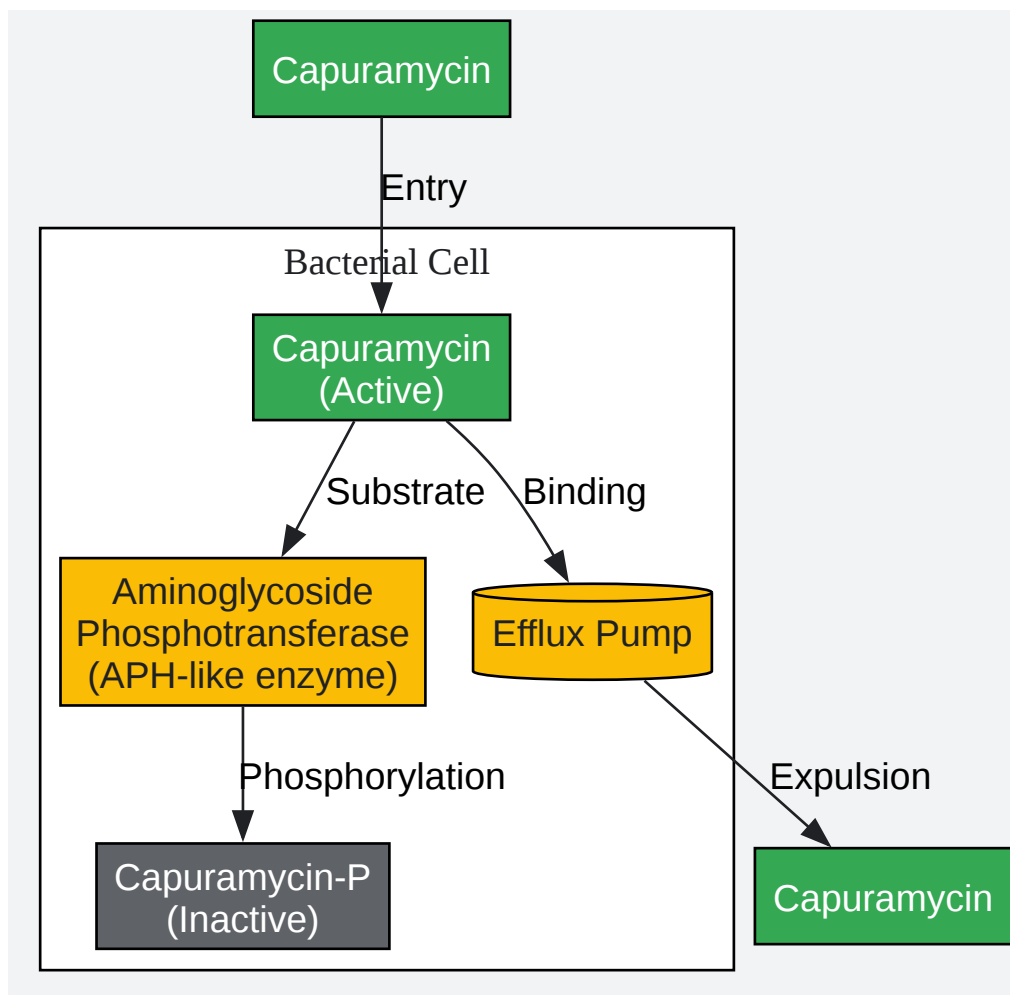 Capuramycin
Entry
Bacterial Cell
Capuramycin
(Active)
Substrate
Binding
Aminoglycoside
Phosphotransferase
(APH-like enzyme)
Efflux Pump
Phosphorylation
Expulsion
Capuramycin-P
(Inactive)
Capuramycin